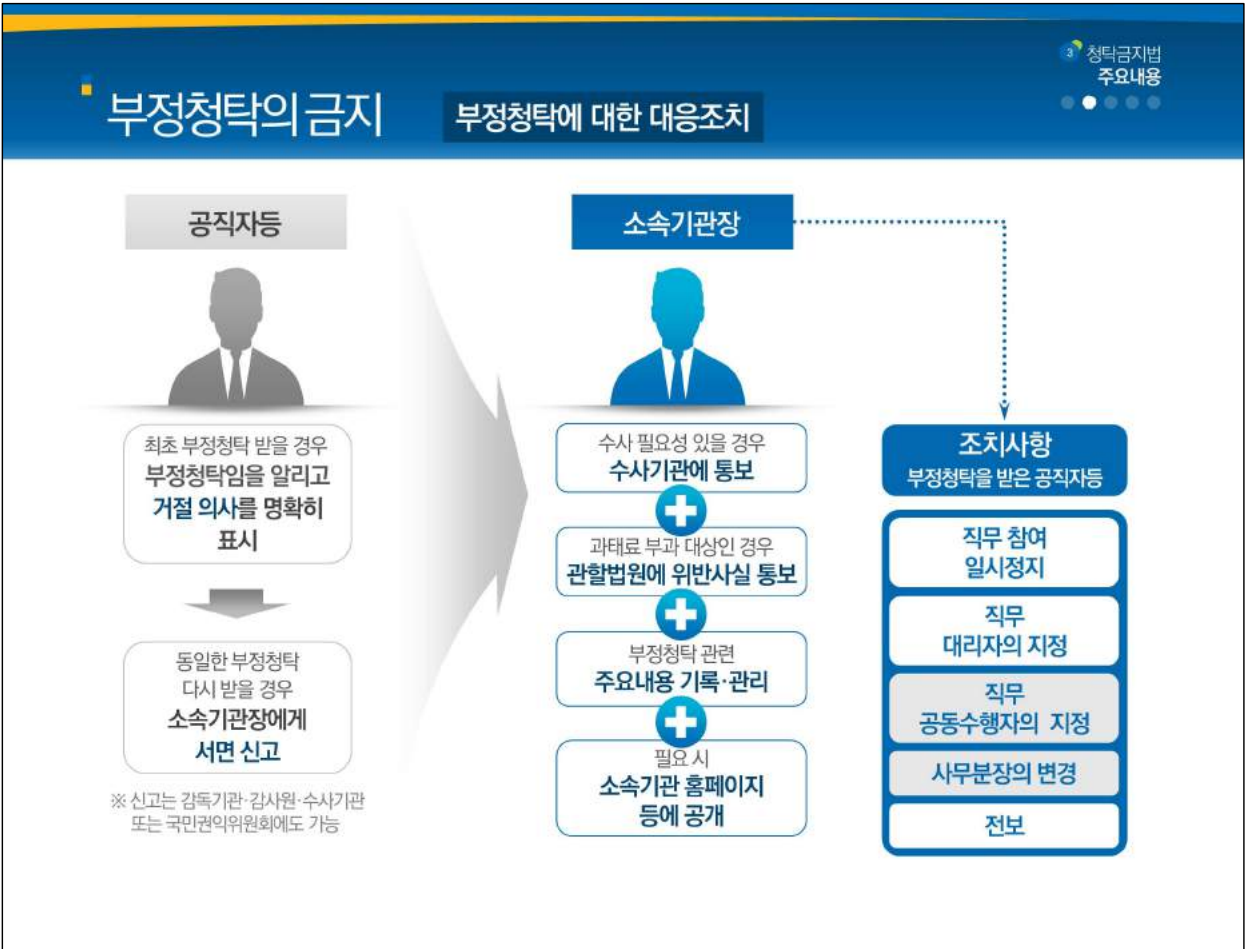 3 청탁금지법
주요내용
부정청탁의 금지
부정청탁에 대한 대응조치
공직자등
최초 부정청탁 받을 경우
부정청탁임을 알리고
거절 의사를 명확히
표시
동일한 부정청탁
다시 받을 경우
소속기관장에게
서면 신고
※ 신고는 감독기관·감사원·수사기관
또는 국민권익위원회에도 가능
소속기관장
수사 필요성 있을 경우
수사기관에 통보
과태료 부과 대상인 경우
관할법원에 위반사실 통보
부정청탁 관련
주요내용 기록·관리
필요 시
소속기관 홈페이지
등에 공개
조치사항
부정청탁을 받은 공직자등
직무 참여
일시정지
직무
대리자의 지정
직무
공동수행자의 지정
사무분장의 변경
전보